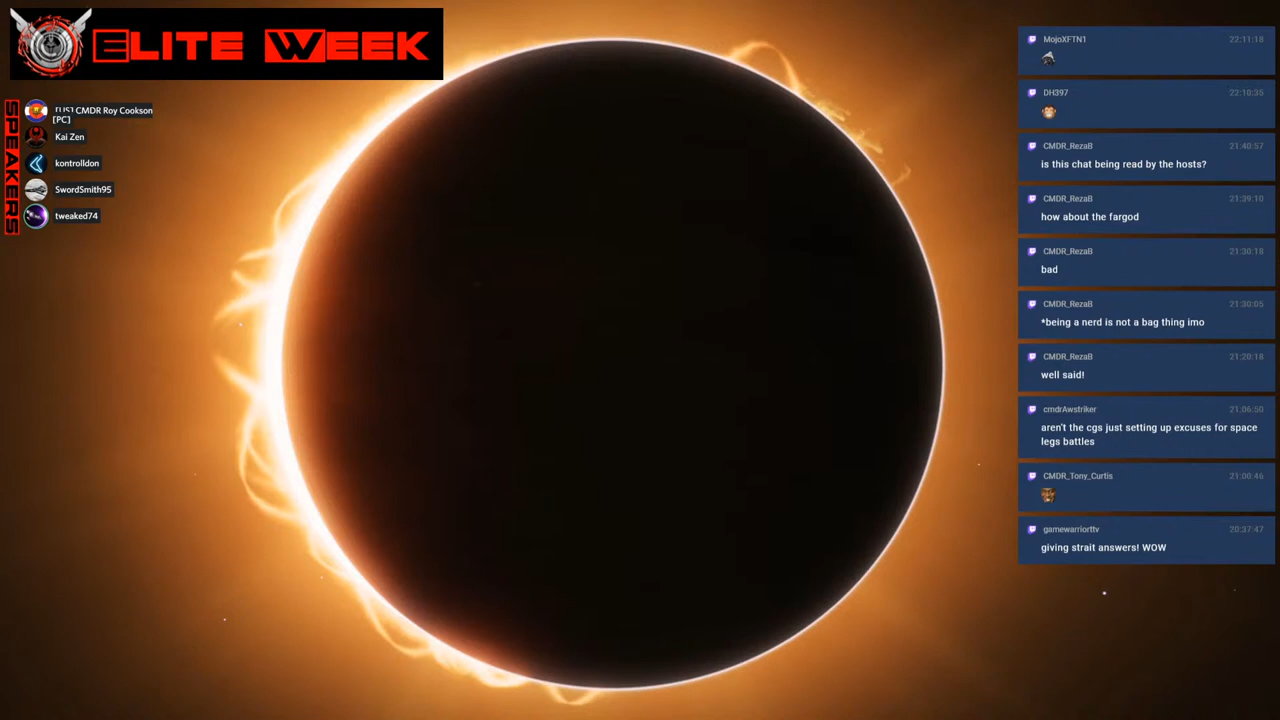 ELITE WEEK
SPEAKERS
[US] CMDR Roy Cookson
[PC]
Kai Zen
kontrolldon
SwordSmith95
tweaked74
MojoXFTN1 22:11:18
DH397 22:10:35
CMDR_RezaB 21:40:57
is this chat being read by the hosts?
CMDR_RezaB 21:39:10
how about the fargod
CMDR_RezaB 21:30:18
bad
CMDR_RezaB 21:30:05
*being a nerd is not a bag thing imo
CMDR_RezaB 21:20:18
well said!
cmdrAwstriker 21:06:50
aren't the cgs just setting up excuses for space
legs battles
CMDR_Tony_Curtis 21:00:46
gamewarriorttv 20:37:47
giving strait answers! WOW